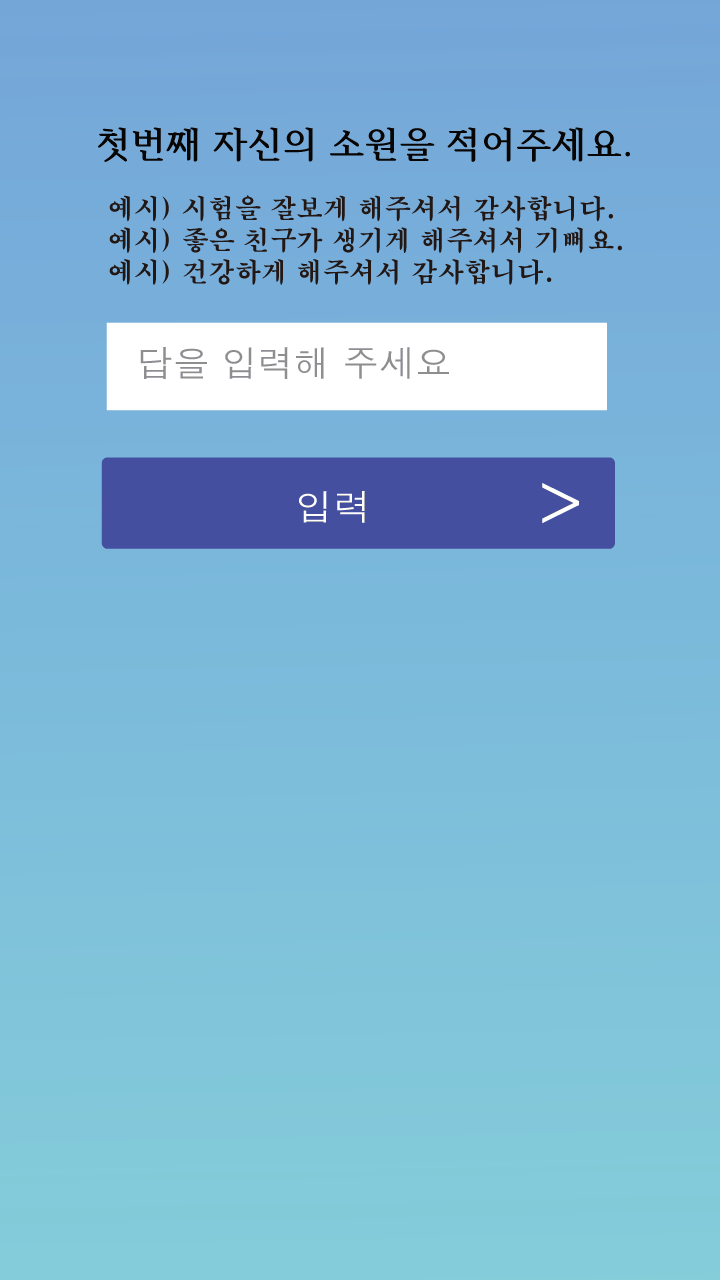 첫번째 자신의 소원을 적어주세요.
예시) 시험을 잘보게 해주셔서 감사합니다.
예시) 좋은 친구가 생기게 해주셔서 기뻐요.
예시) 건강하게 해주셔서 감사합니다.
답을 입력해 주세요
입력 >